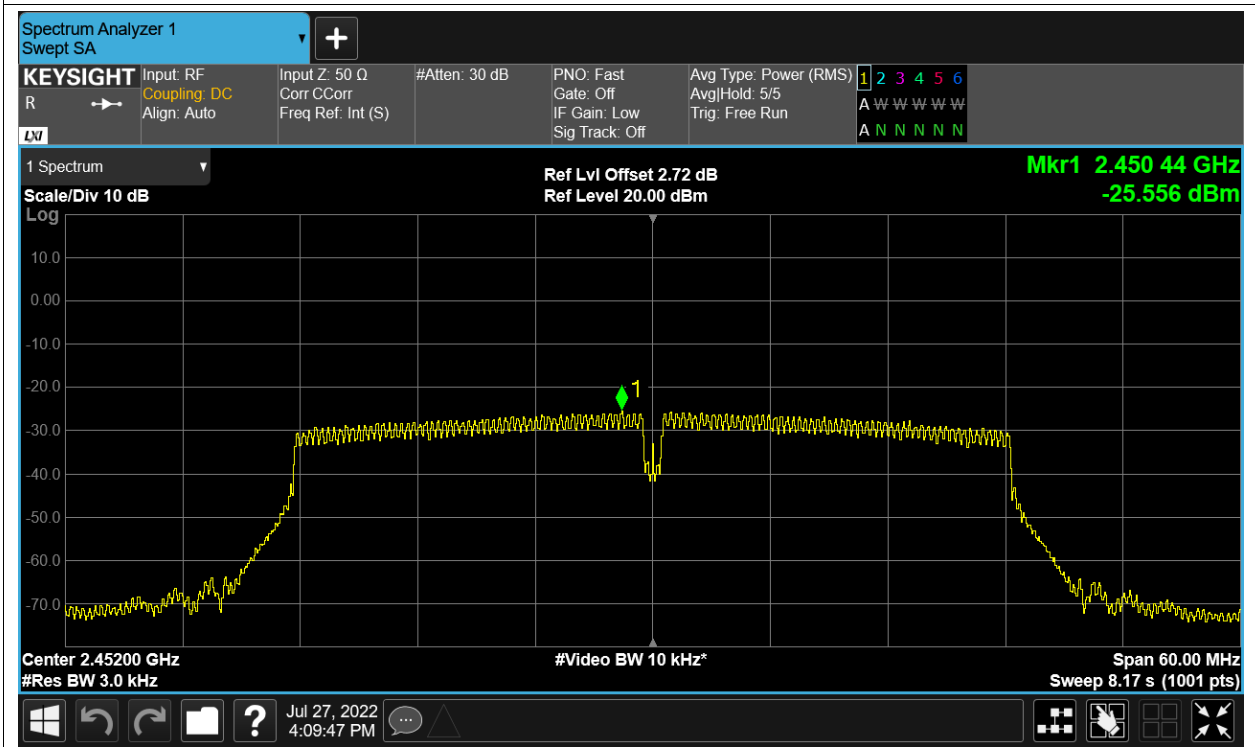 Spectrum Analyzer 1
Swept SA
KEYSIGHT
R
LXI
Input: RF
Coupling: DC
Align: Auto
Input Z: 50 Ω
Corr CCorr
Freq Ref: Int (S)
#Atten: 30 dB
PNO: Fast
Gate: Off
IF Gain: Low
Sig Track: Off
Avg Type: Power (RMS)
Avg|Hold: 5/5
Trig: Free Run
1 2 3 4 5 6
A W W W W W
A N N N N N
1 Spectrum
Scale/Div 10 dB
Log
Ref Lvl Offset 2.72 dB
Ref Level 20.00 dBm
Mkr1 2.450 44 GHz
-25.556 dBm
10.0
0.00
-10.0
-20.0
-30.0
-40.0
-50.0
-60.0
-70.0
1
Center 2.45200 GHz
#Res BW 3.0 kHz
#Video BW 10 kHz*
Span 60.00 MHz
Sweep 8.17 s (1001 pts)
?
Jul 27, 2022
4:09:47 PM